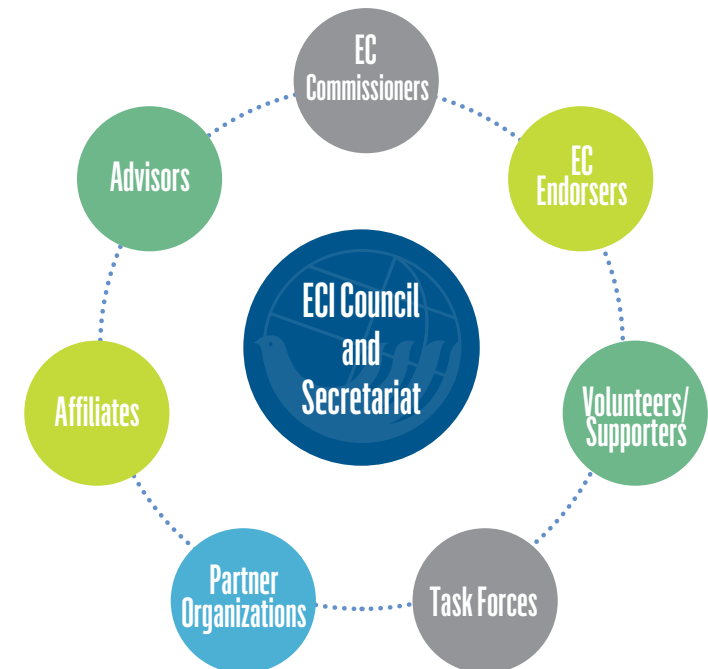 EC
Commissioners
EC
Endorsers
Volunteers/
Supporters
Task Forces
Partner
Organizations
Affiliates
Advisors
ECI Council
and
Secretariat